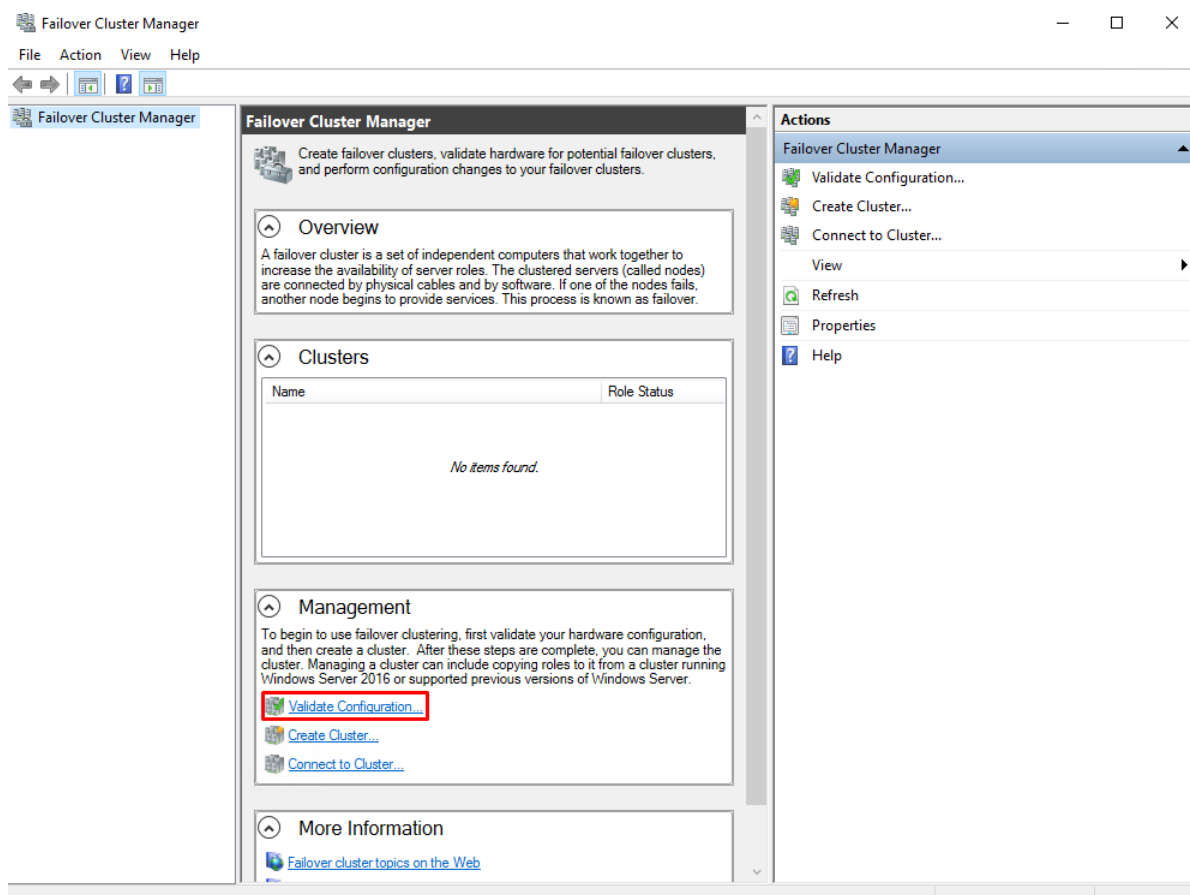 Failover Cluster Manager
File Action View Help
Failover Cluster Manager
Failover Cluster Manager
Create failover clusters, validate hardware for potential failover clusters,
and perform configuration changes to your failover clusters.
Overview
A failover cluster is a set of independent computers that work together to
increase the availability of server roles. The clustered servers (called nodes)
are connected by physical cables and by software. If one of the nodes fails,
another node begins to provide services. This process is known as failover.
Clusters
Name Role Status
No items found.
Management
To begin to use failover clustering, first validate your hardware configuration,
and then create a cluster. After these steps are complete, you can manage the
cluster. Managing a cluster can include copying roles to it from a cluster running
Windows Server 2016 or supported previous versions of Windows Server.
Validate Configuration...
Create Cluster...
Connect to Cluster...
More Information
Failover cluster topics on the Web
Actions
Failover Cluster Manager
Validate Configuration...
Create Cluster...
Connect to Cluster...
View
Refresh
Properties
Help